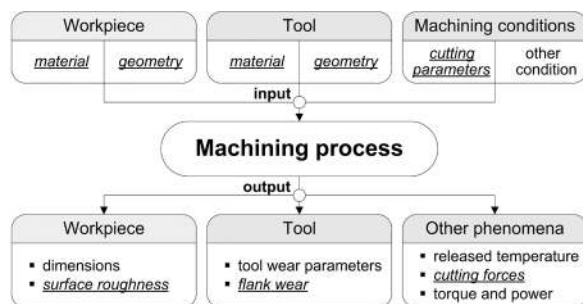 Workpiece
material geometry
Tool
material geometry
Machining conditions
cutting
parameters
other
condition
input
Machining process
output
Workpiece
▪ dimensions
▪ surface roughness
Tool
▪ tool wear parameters
▪ flank wear
Other phenomena
▪ released temperature
▪ cutting forces
▪ torque and power